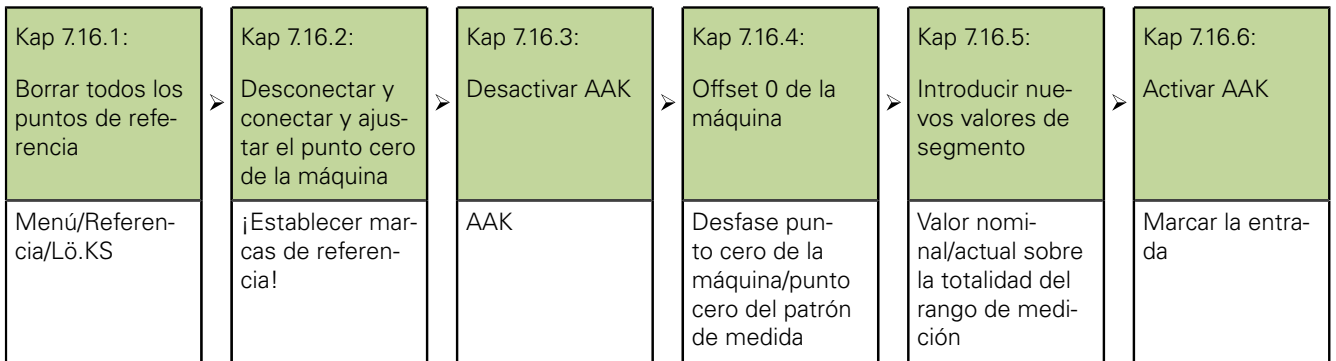 Kap 7.16.1:
Borrar todos los
puntos de refe-
rencia
Menú/Referen-
cia/Lö.KS
Kap 7.16.2:
Desconectar y
conectar y ajus-
tar el punto cero
de la máquina
¡Establecer mar-
cas de referen-
cia!
Kap 7.16.3:
Desactivar AAK
AAK
Kap 7.16.4:
Offset 0 de la
máquina
Desfase pun-
to cero de la
máquina/punto
cero del patrón
de medida
Kap 7.16.5:
Introducir nue-
vos valores de
segmento
Valor nomi-
nal/actual sobre
la totalidad del
rango de medi-
ción
Kap 7.16.6:
Activar AAK
Marcar la entra-
da